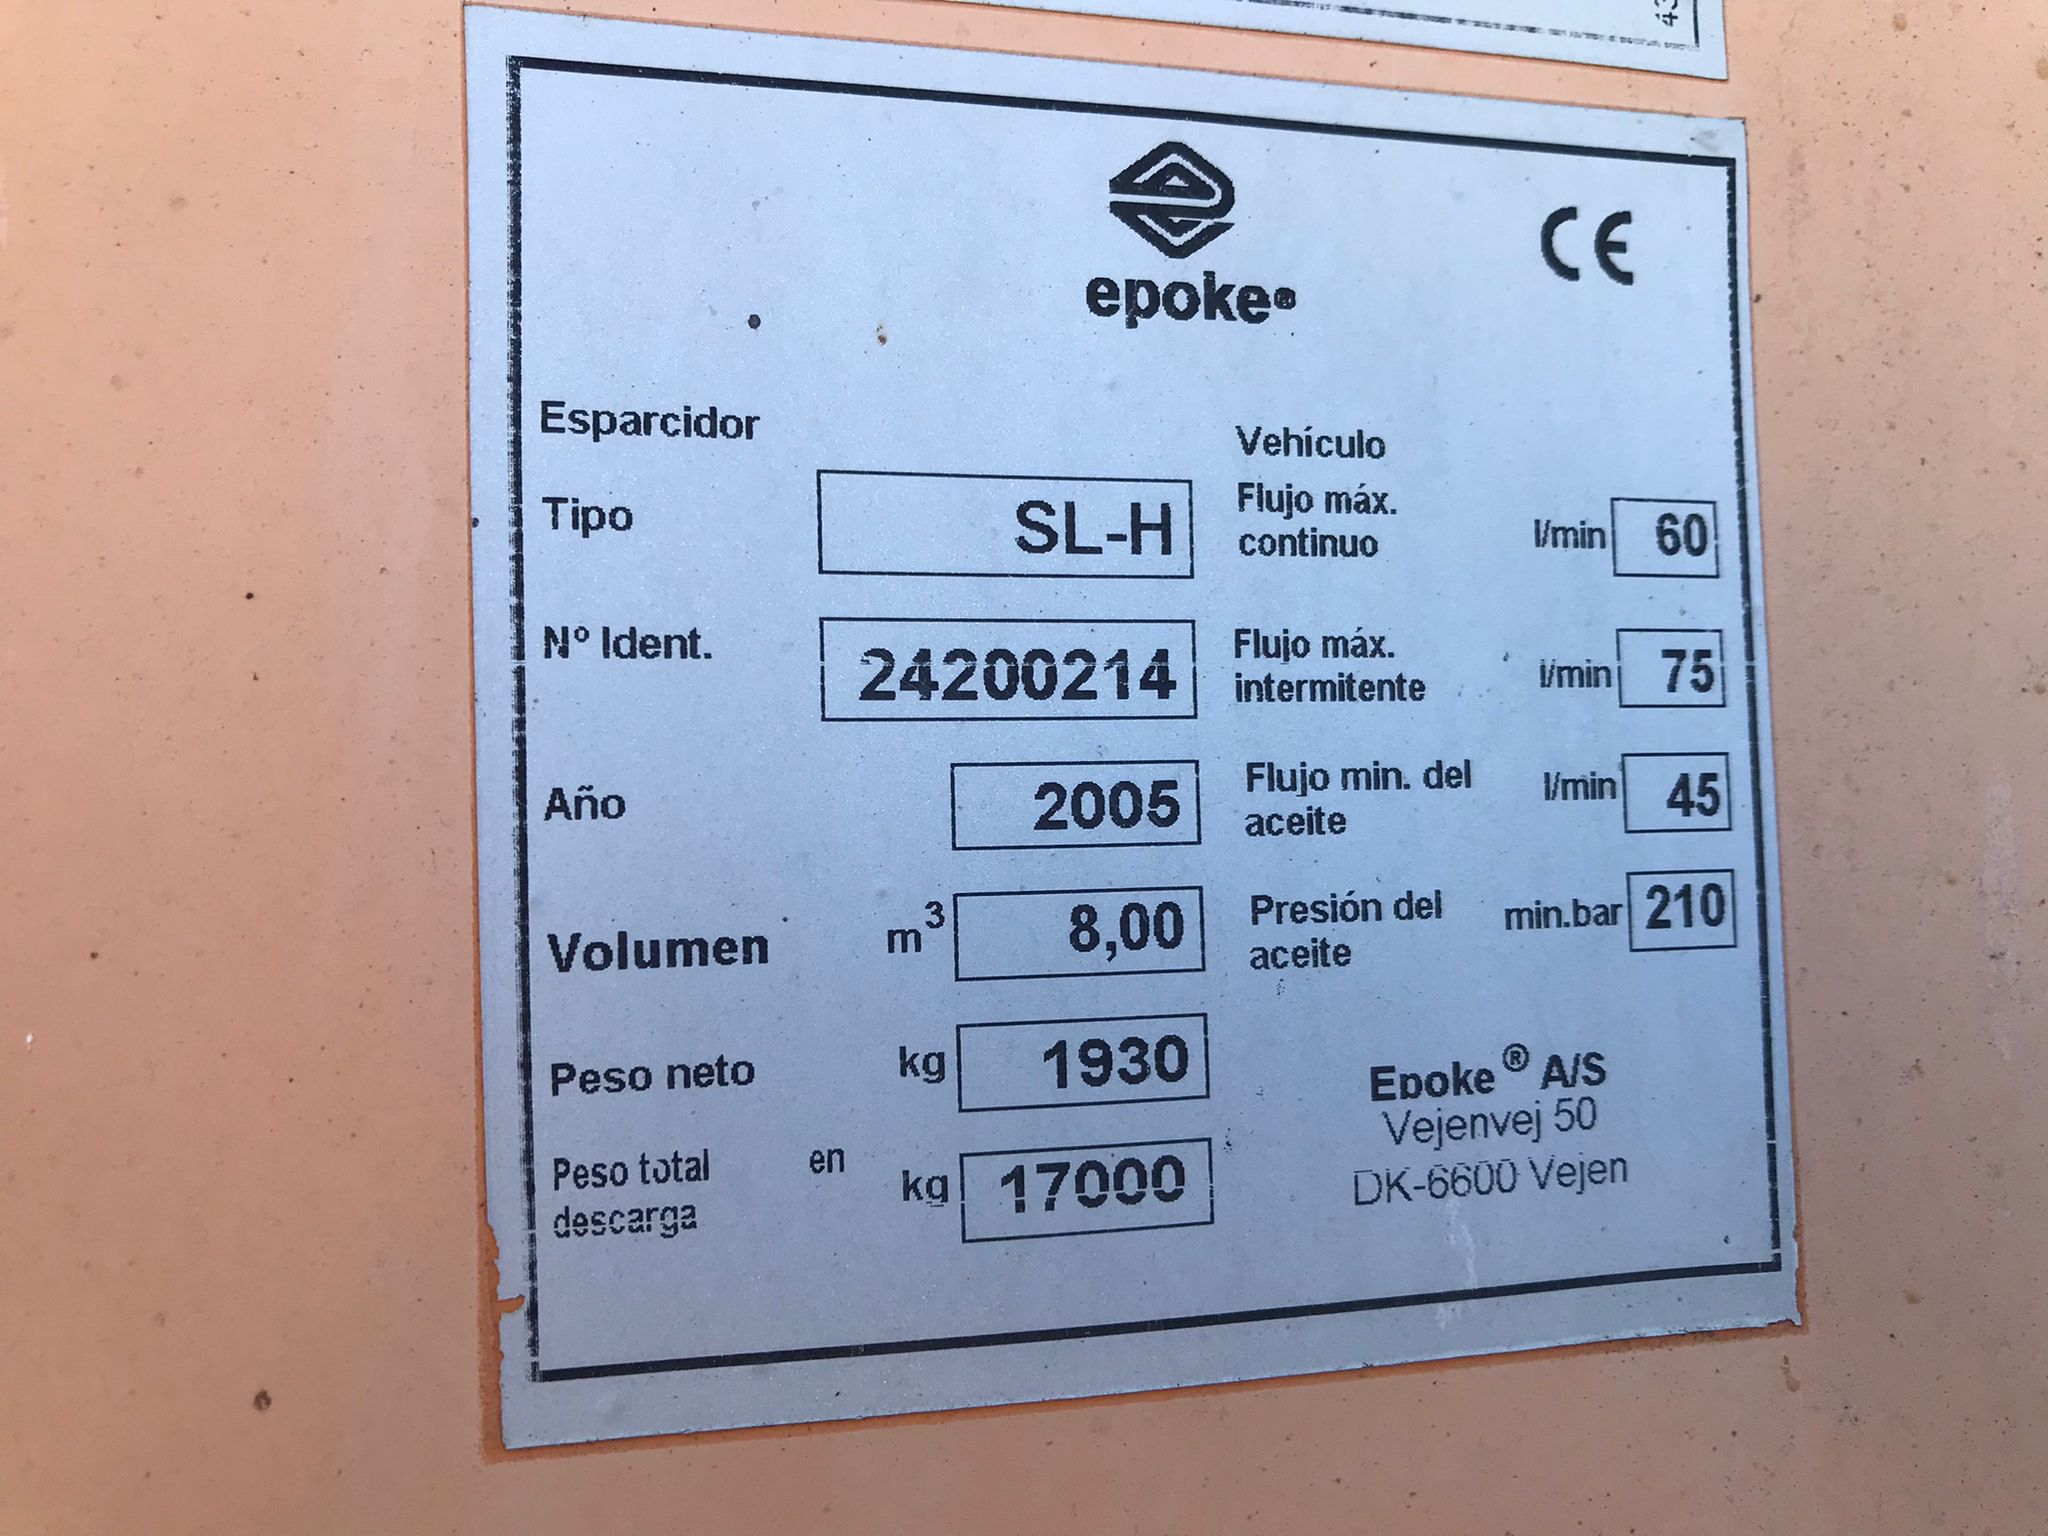 epoke®
CE
Esparcidor
Tipo SL-H
Nº Ident. 24200214
Año 2005
Volumen m³ 8,00
Peso neto kg 1930
Peso total en kg 17000
descarga
Vehículo
Flujo máx.
continuo l/min 60
Flujo máx.
intermitente l/min 75
Flujo min. del
aceite l/min 45
Presión del
aceite min.bar 210
Epoke® A/S
Vejenvej 50
DK-6600 Vejen